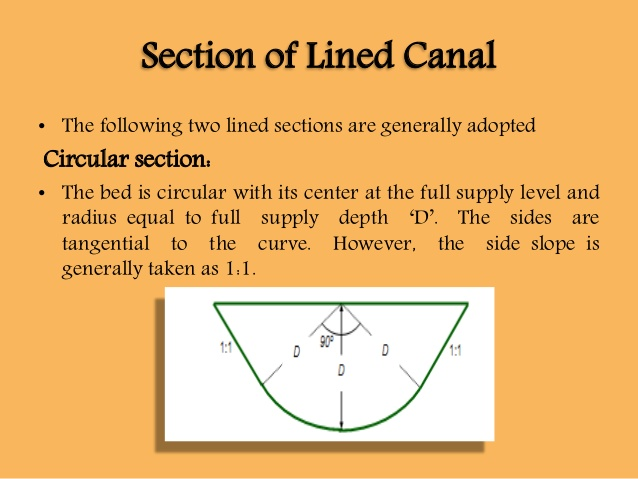 Section of Lined Canal
• The following two lined sections are generally adopted
Circular section:
• The bed is circular with its center at the full supply level and
radius equal to full supply depth ‘D’. The sides are
tangential to the curve. However, the side slope is
generally taken as 1:1.
1:1
D
90º
D
D
1:1